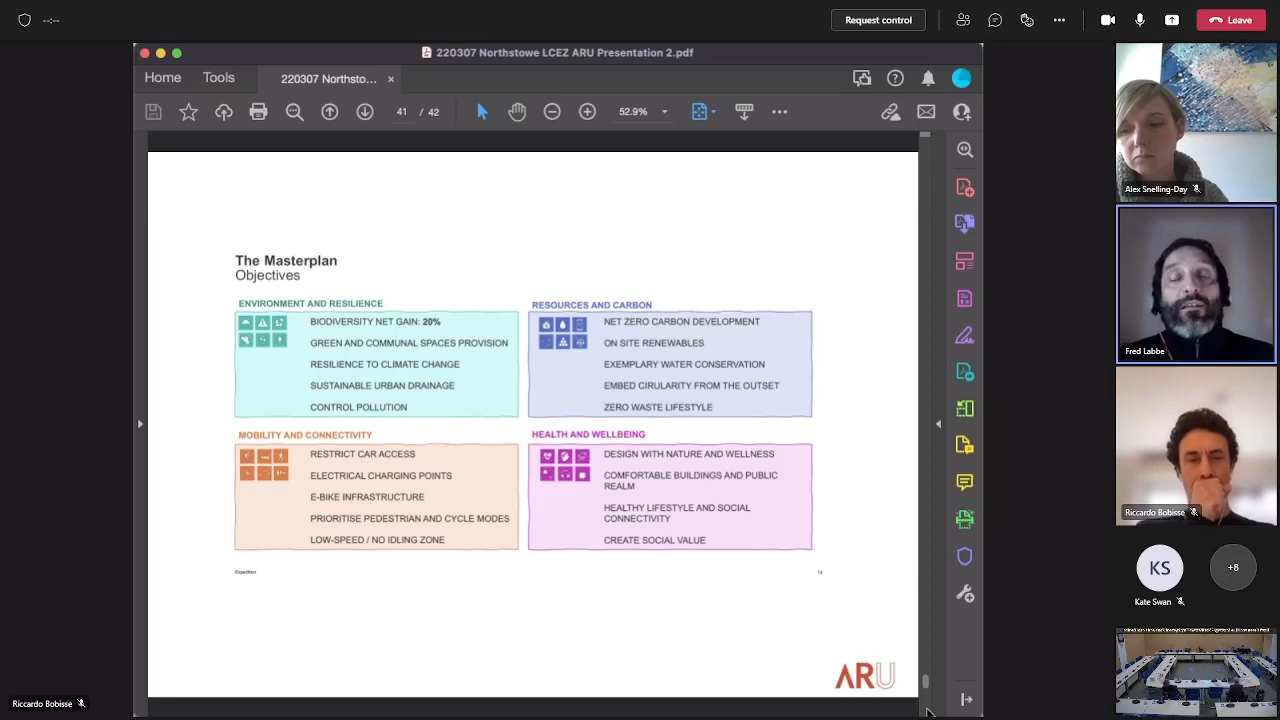 --:--
Request control
Leave
220307 Northstowe LCEZ ARU Presentation 2.pdf
Home
Tools
220307 Northsto...
41 / 42
52.9%
The Masterplan
Objectives
ENVIRONMENT AND RESILIENCE
BIODIVERSITY NET GAIN: 20%
GREEN AND COMMUNAL SPACES PROVISION
RESILIENCE TO CLIMATE CHANGE
SUSTAINABLE URBAN DRAINAGE
CONTROL POLLUTION
RESOURCES AND CARBON
NET ZERO CARBON DEVELOPMENT
ON SITE RENEWABLES
EXEMPLARY WATER CONSERVATION
EMBED CIRULARITY FROM THE OUTSET
ZERO WASTE LIFESTYLE
MOBILITY AND CONNECTIVITY
RESTRICT CAR ACCESS
ELECTRICAL CHARGING POINTS
E-BIKE INFRASTRUCTURE
PRIORITISE PEDESTRIAN AND CYCLE MODES
LOW-SPEED / NO IDLING ZONE
HEALTH AND WELLBEING
DESIGN WITH NATURE AND WELLNESS
COMFORTABLE BUILDINGS AND PUBLIC
REALM
HEALTHY LIFESTYLE AND SOCIAL
CONNECTIVITY
CREATE SOCIAL VALUE
Expedition
13
ARU
Alex Snelling-Day
Fred Labbe
Riccardo Bobisse
KS
+8
Ketan
Riccardo Bobisse